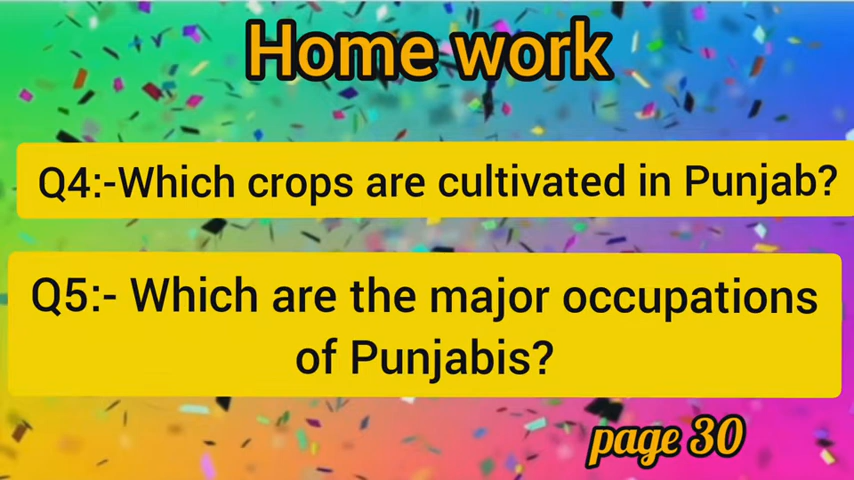 Home work
Q4:-Which crops are cultivated in Punjab?
Q5:- Which are the major occupations
of Punjabis?
page 30